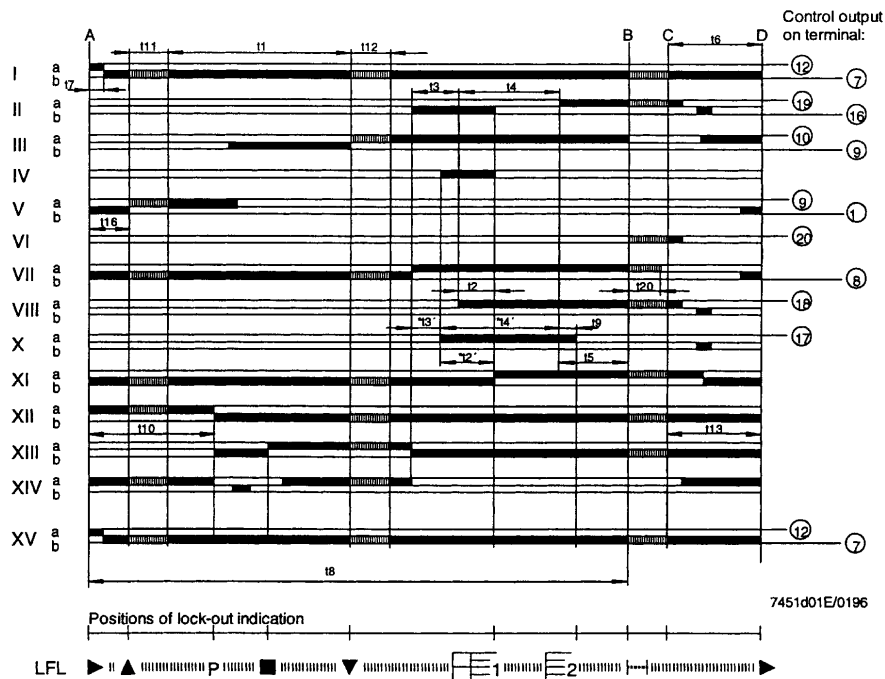 Control output
on terminal:
A B C D
t11 t1 t12 t6
I a b 12 7
t7 t3 t4
II a b 19 16
III a b 10 9
IV
V a b 9 1
t16
VI 20
VII a b 8
t2 t20
VIII a b 18
"t3´ "t4´ t9
X a b 17
"t2´ t5
XI a b
XII a b
t10 t13
XIII a b
XIV a b
XV a b 12 7
t8
7451d01E/0196
Positions of lock-out indication
LFL P 1 2